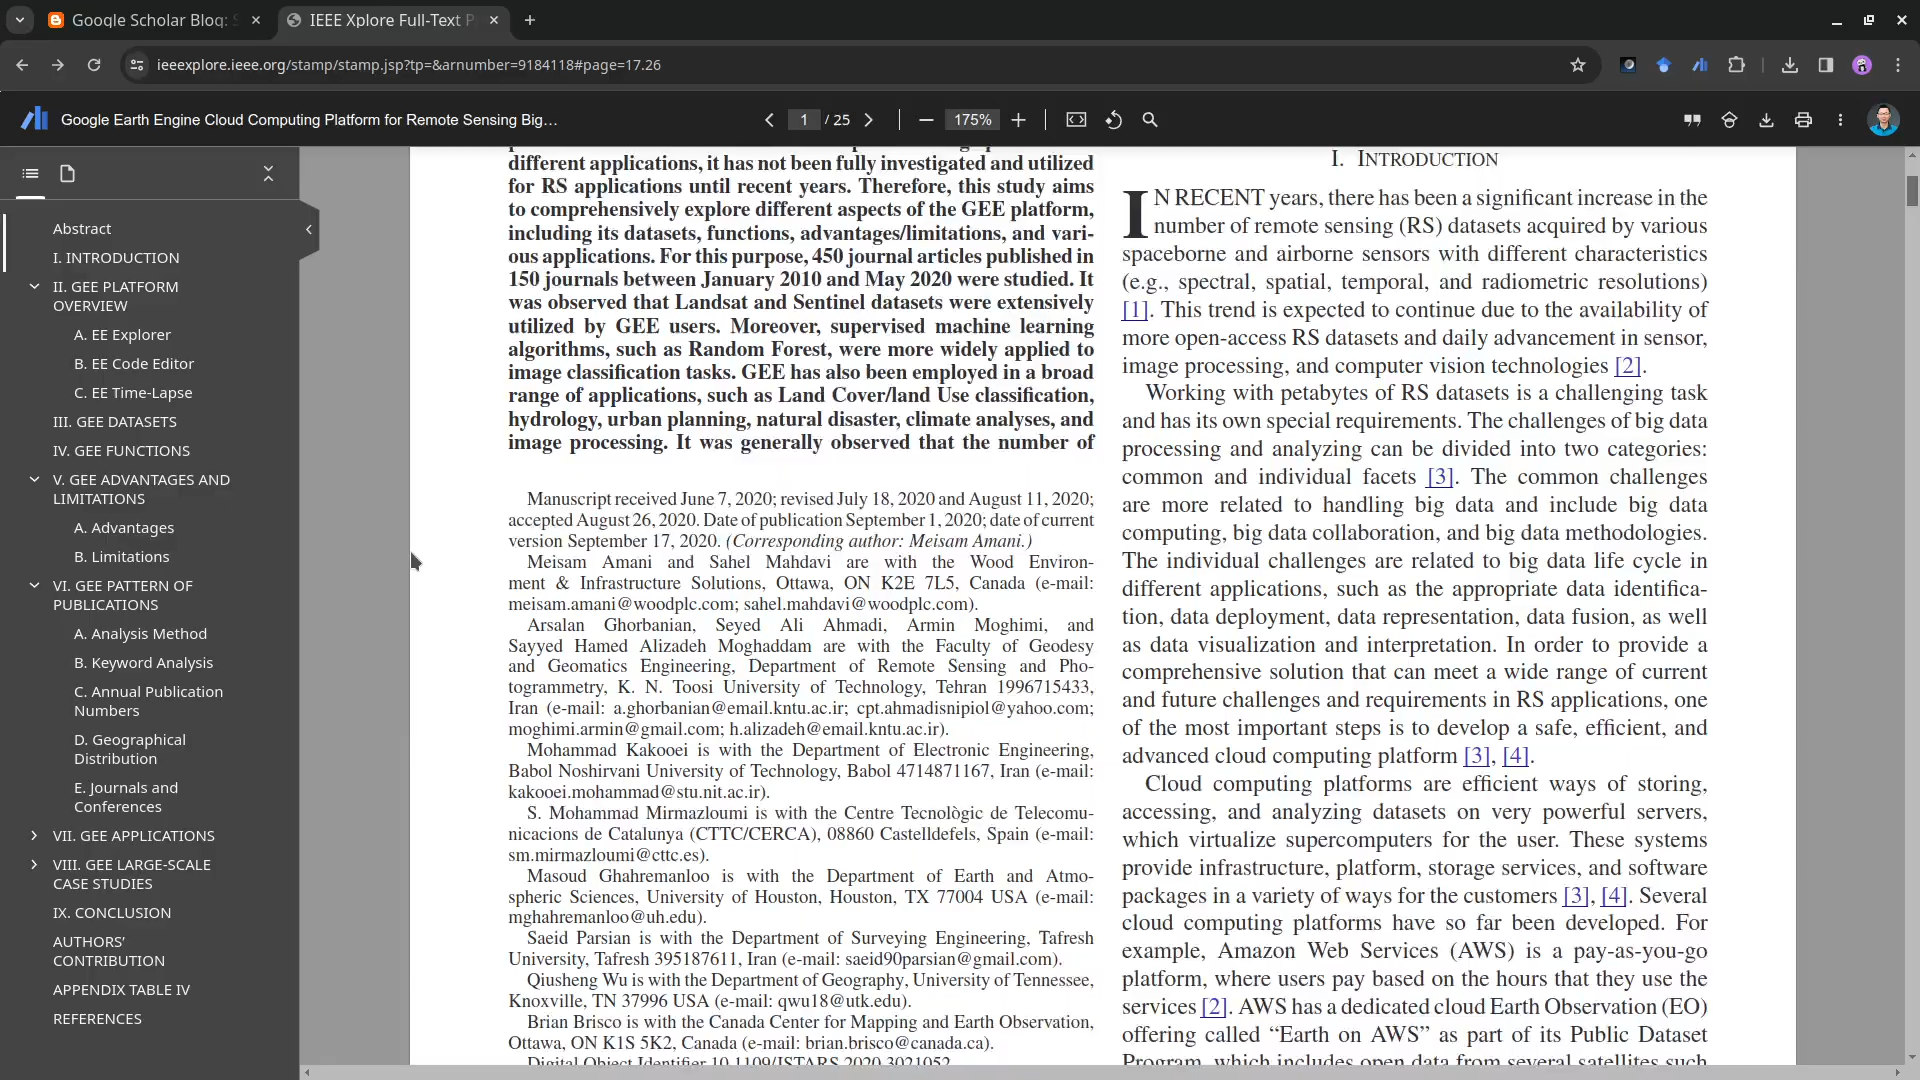 Google Scholar Blog: S
IEEE Xplore Full-Text P
ieeexplore.ieee.org/stamp/stamp.jsp?tp=&arnumber=9184118#page=17.26
Google Earth Engine Cloud Computing Platform for Remote Sensing Big…
1 / 25
175%
Abstract
I. INTRODUCTION
II. GEE PLATFORM
OVERVIEW
A. EE Explorer
B. EE Code Editor
C. EE Time-Lapse
III. GEE DATASETS
IV. GEE FUNCTIONS
V. GEE ADVANTAGES AND
LIMITATIONS
A. Advantages
B. Limitations
VI. GEE PATTERN OF
PUBLICATIONS
A. Analysis Method
B. Keyword Analysis
C. Annual Publication
Numbers
D. Geographical
Distribution
E. Journals and
Conferences
VII. GEE APPLICATIONS
VIII. GEE LARGE-SCALE
CASE STUDIES
IX. CONCLUSION
AUTHORS'
CONTRIBUTION
APPENDIX TABLE IV
REFERENCES
different applications, it has not been fully investigated and utilized
for RS applications until recent years. Therefore, this study aims
to comprehensively explore different aspects of the GEE platform,
including its datasets, functions, advantages/limitations, and vari-
ous applications. For this purpose, 450 journal articles published in
150 journals between January 2010 and May 2020 were studied. It
was observed that Landsat and Sentinel datasets were extensively
utilized by GEE users. Moreover, supervised machine learning
algorithms, such as Random Forest, were more widely applied to
image classification tasks. GEE has also been employed in a broad
range of applications, such as Land Cover/land Use classification,
hydrology, urban planning, natural disaster, climate analyses, and
image processing. It was generally observed that the number of
Manuscript received June 7, 2020; revised July 18, 2020 and August 11, 2020;
accepted August 26, 2020. Date of publication September 1, 2020; date of current
version September 17, 2020. (Corresponding author: Meisam Amani.)
Meisam Amani and Sahel Mahdavi are with the Wood Environ-
ment & Infrastructure Solutions, Ottawa, ON K2E 7L5, Canada (e-mail:
meisam.amani@woodplc.com; sahel.mahdavi@woodplc.com).
Arsalan Ghorbanian, Seyed Ali Ahmadi, Armin Moghimi, and
Sayyed Hamed Alizadeh Moghaddam are with the Faculty of Geodesy
and Geomatics Engineering, Department of Remote Sensing and Pho-
togrammetry, K. N. Toosi University of Technology, Tehran 1996715433,
Iran (e-mail: a.ghorbanian@email.kntu.ac.ir; cpt.ahmadisnipiol@yahoo.com;
moghimi.armin@gmail.com; h.alizadeh@email.kntu.ac.ir).
Mohammad Kakooei is with the Department of Electronic Engineering,
Babol Noshirvani University of Technology, Babol 4714871167, Iran (e-mail:
kakooei.mohammad@stu.nit.ac.ir).
S. Mohammad Mirmazloumi is with the Centre Tecnològic de Telecomu-
nicacions de Catalunya (CTTC/CERCA), 08860 Castelldefels, Spain (e-mail:
sm.mirmazloumi@cttc.es).
Masoud Ghahremanloo is with the Department of Earth and Atmo-
spheric Sciences, University of Houston, Houston, TX 77004 USA (e-mail:
mghahremanloo@uh.edu).
Saeid Parsian is with the Department of Surveying Engineering, Tafresh
University, Tafresh 395187611, Iran (e-mail: saeid90parsian@gmail.com).
Qiusheng Wu is with the Department of Geography, University of Tennessee,
Knoxville, TN 37996 USA (e-mail: qwu18@utk.edu).
Brian Brisco is with the Canada Center for Mapping and Earth Observation,
Ottawa, ON K1S 5K2, Canada (e-mail: brian.brisco@canada.ca).
Digital Object Identifier 10.1109/JSTARS.2020.3021052
I. INTRODUCTION
IN RECENT years, there has been a significant increase in the
number of remote sensing (RS) datasets acquired by various
spaceborne and airborne sensors with different characteristics
(e.g., spectral, spatial, temporal, and radiometric resolutions)
[1]. This trend is expected to continue due to the availability of
more open-access RS datasets and daily advancement in sensor,
image processing, and computer vision technologies [2].
Working with petabytes of RS datasets is a challenging task
and has its own special requirements. The challenges of big data
processing and analyzing can be divided into two categories:
common and individual facets [3]. The common challenges
are more related to handling big data and include big data
computing, big data collaboration, and big data methodologies.
The individual challenges are related to big data life cycle in
different applications, such as the appropriate data identifica-
tion, data deployment, data representation, data fusion, as well
as data visualization and interpretation. In order to provide a
comprehensive solution that can meet a wide range of current
and future challenges and requirements in RS applications, one
of the most important steps is to develop a safe, efficient, and
advanced cloud computing platform [3], [4].
Cloud computing platforms are efficient ways of storing,
accessing, and analyzing datasets on very powerful servers,
which virtualize supercomputers for the user. These systems
provide infrastructure, platform, storage services, and software
packages in a variety of ways for the customers [3], [4]. Several
cloud computing platforms have so far been developed. For
example, Amazon Web Services (AWS) is a pay-as-you-go
platform, where users pay based on the hours that they use the
services [2]. AWS has a dedicated cloud Earth Observation (EO)
offering called “Earth on AWS” as part of its Public Dataset
Program, which includes open data from several satellites such